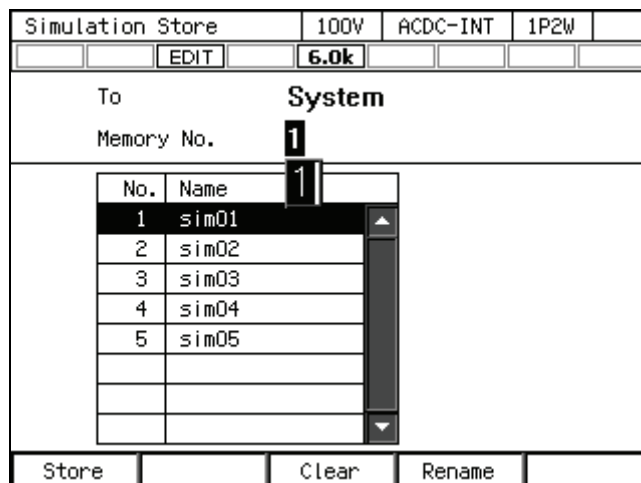 Simulation Store 100V ACDC-INT 1P2W
EDIT 6.0k
To System
Memory No. 1
1
No. Name
1 sim01
2 sim02
3 sim03
4 sim04
5 sim05
Store Clear Rename